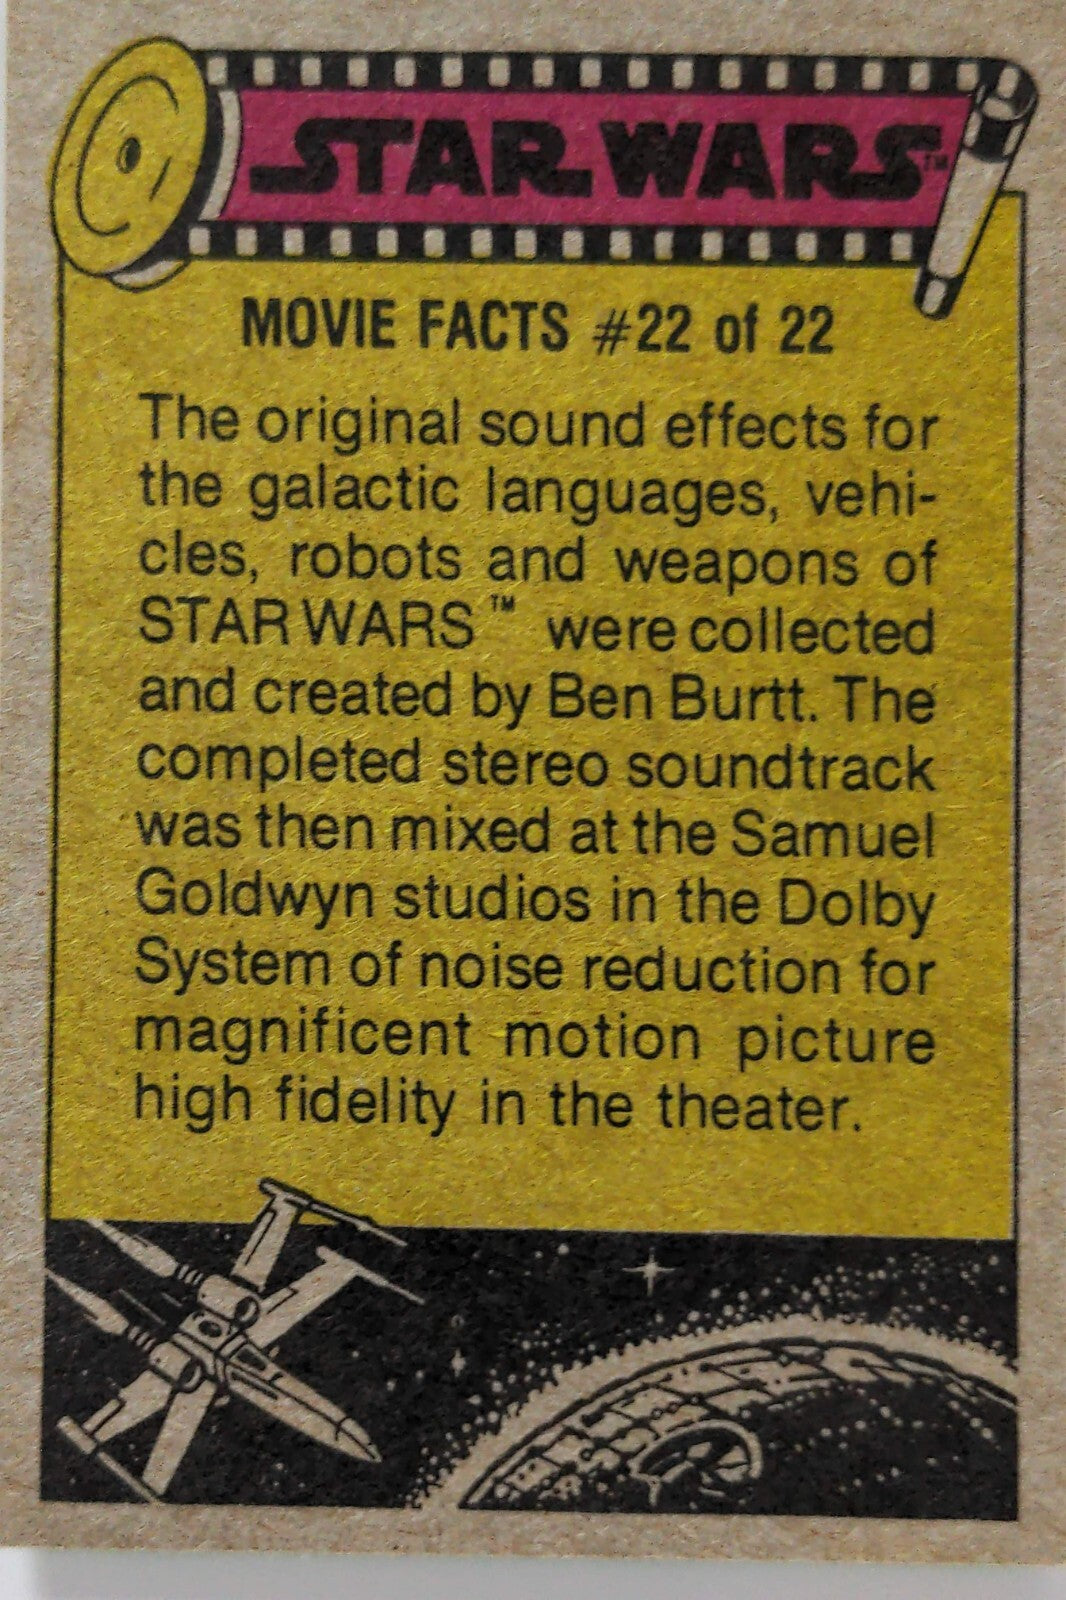 STAR WARS™
MOVIE FACTS #22 of 22
The original sound effects for
the galactic languages, vehi-
cles, robots and weapons of
STAR WARS™ were collected
and created by Ben Burtt. The
completed stereo soundtrack
was then mixed at the Samuel
Goldwyn studios in the Dolby
System of noise reduction for
magnificent motion picture
high fidelity in the theater.